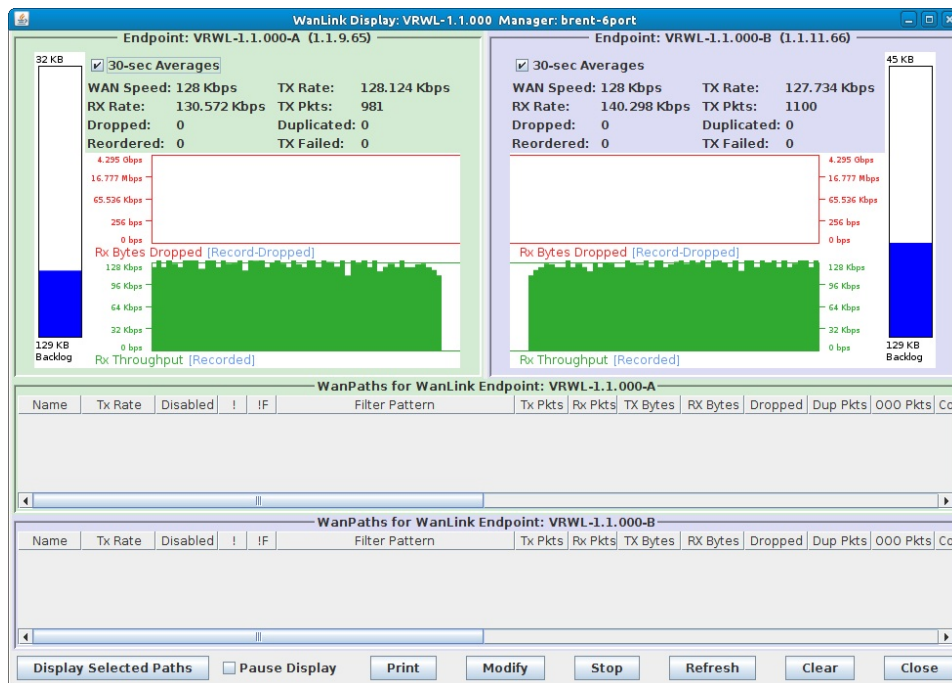 WanLink Display: VRWL-1.1.000 Manager: brent-6port
Endpoint: VRWL-1.1.000-A (1.1.9.65)
32 KB
30-sec Averages
WAN Speed: 128 Kbps TX Rate: 128.124 Kbps
RX Rate: 130.572 Kbps TX Pkts: 981
Dropped: 0 Duplicated: 0
Reordered: 0 TX Failed: 0
4.295 Gbps
16.777 Mbps
65.536 Kbps
256 bps
0 bps
Rx Bytes Dropped [Record-Dropped]
128 Kbps
96 Kbps
64 Kbps
32 Kbps
0 bps
129 KB
Backlog
Rx Throughput [Recorded]
Endpoint: VRWL-1.1.000-B (1.1.11.66)
45 KB
30-sec Averages
WAN Speed: 128 Kbps TX Rate: 127.734 Kbps
RX Rate: 140.298 Kbps TX Pkts: 1100
Dropped: 0 Duplicated: 0
Reordered: 0 TX Failed: 0
4.295 Gbps
16.777 Mbps
65.536 Kbps
256 bps
0 bps
Rx Bytes Dropped [Record-Dropped]
128 Kbps
96 Kbps
64 Kbps
32 Kbps
0 bps
129 KB
Backlog
Rx Throughput [Recorded]
WanPaths for WanLink Endpoint: VRWL-1.1.000-A
Name Tx Rate Disabled ! !F Filter Pattern Tx Pkts Rx Pkts TX Bytes RX Bytes Dropped Dup Pkts OOO Pkts Co
WanPaths for WanLink Endpoint: VRWL-1.1.000-B
Name Tx Rate Disabled ! !F Filter Pattern Tx Pkts Rx Pkts TX Bytes RX Bytes Dropped Dup Pkts OOO Pkts Co
Display Selected Paths Pause Display Print Modify Stop Refresh Clear Close